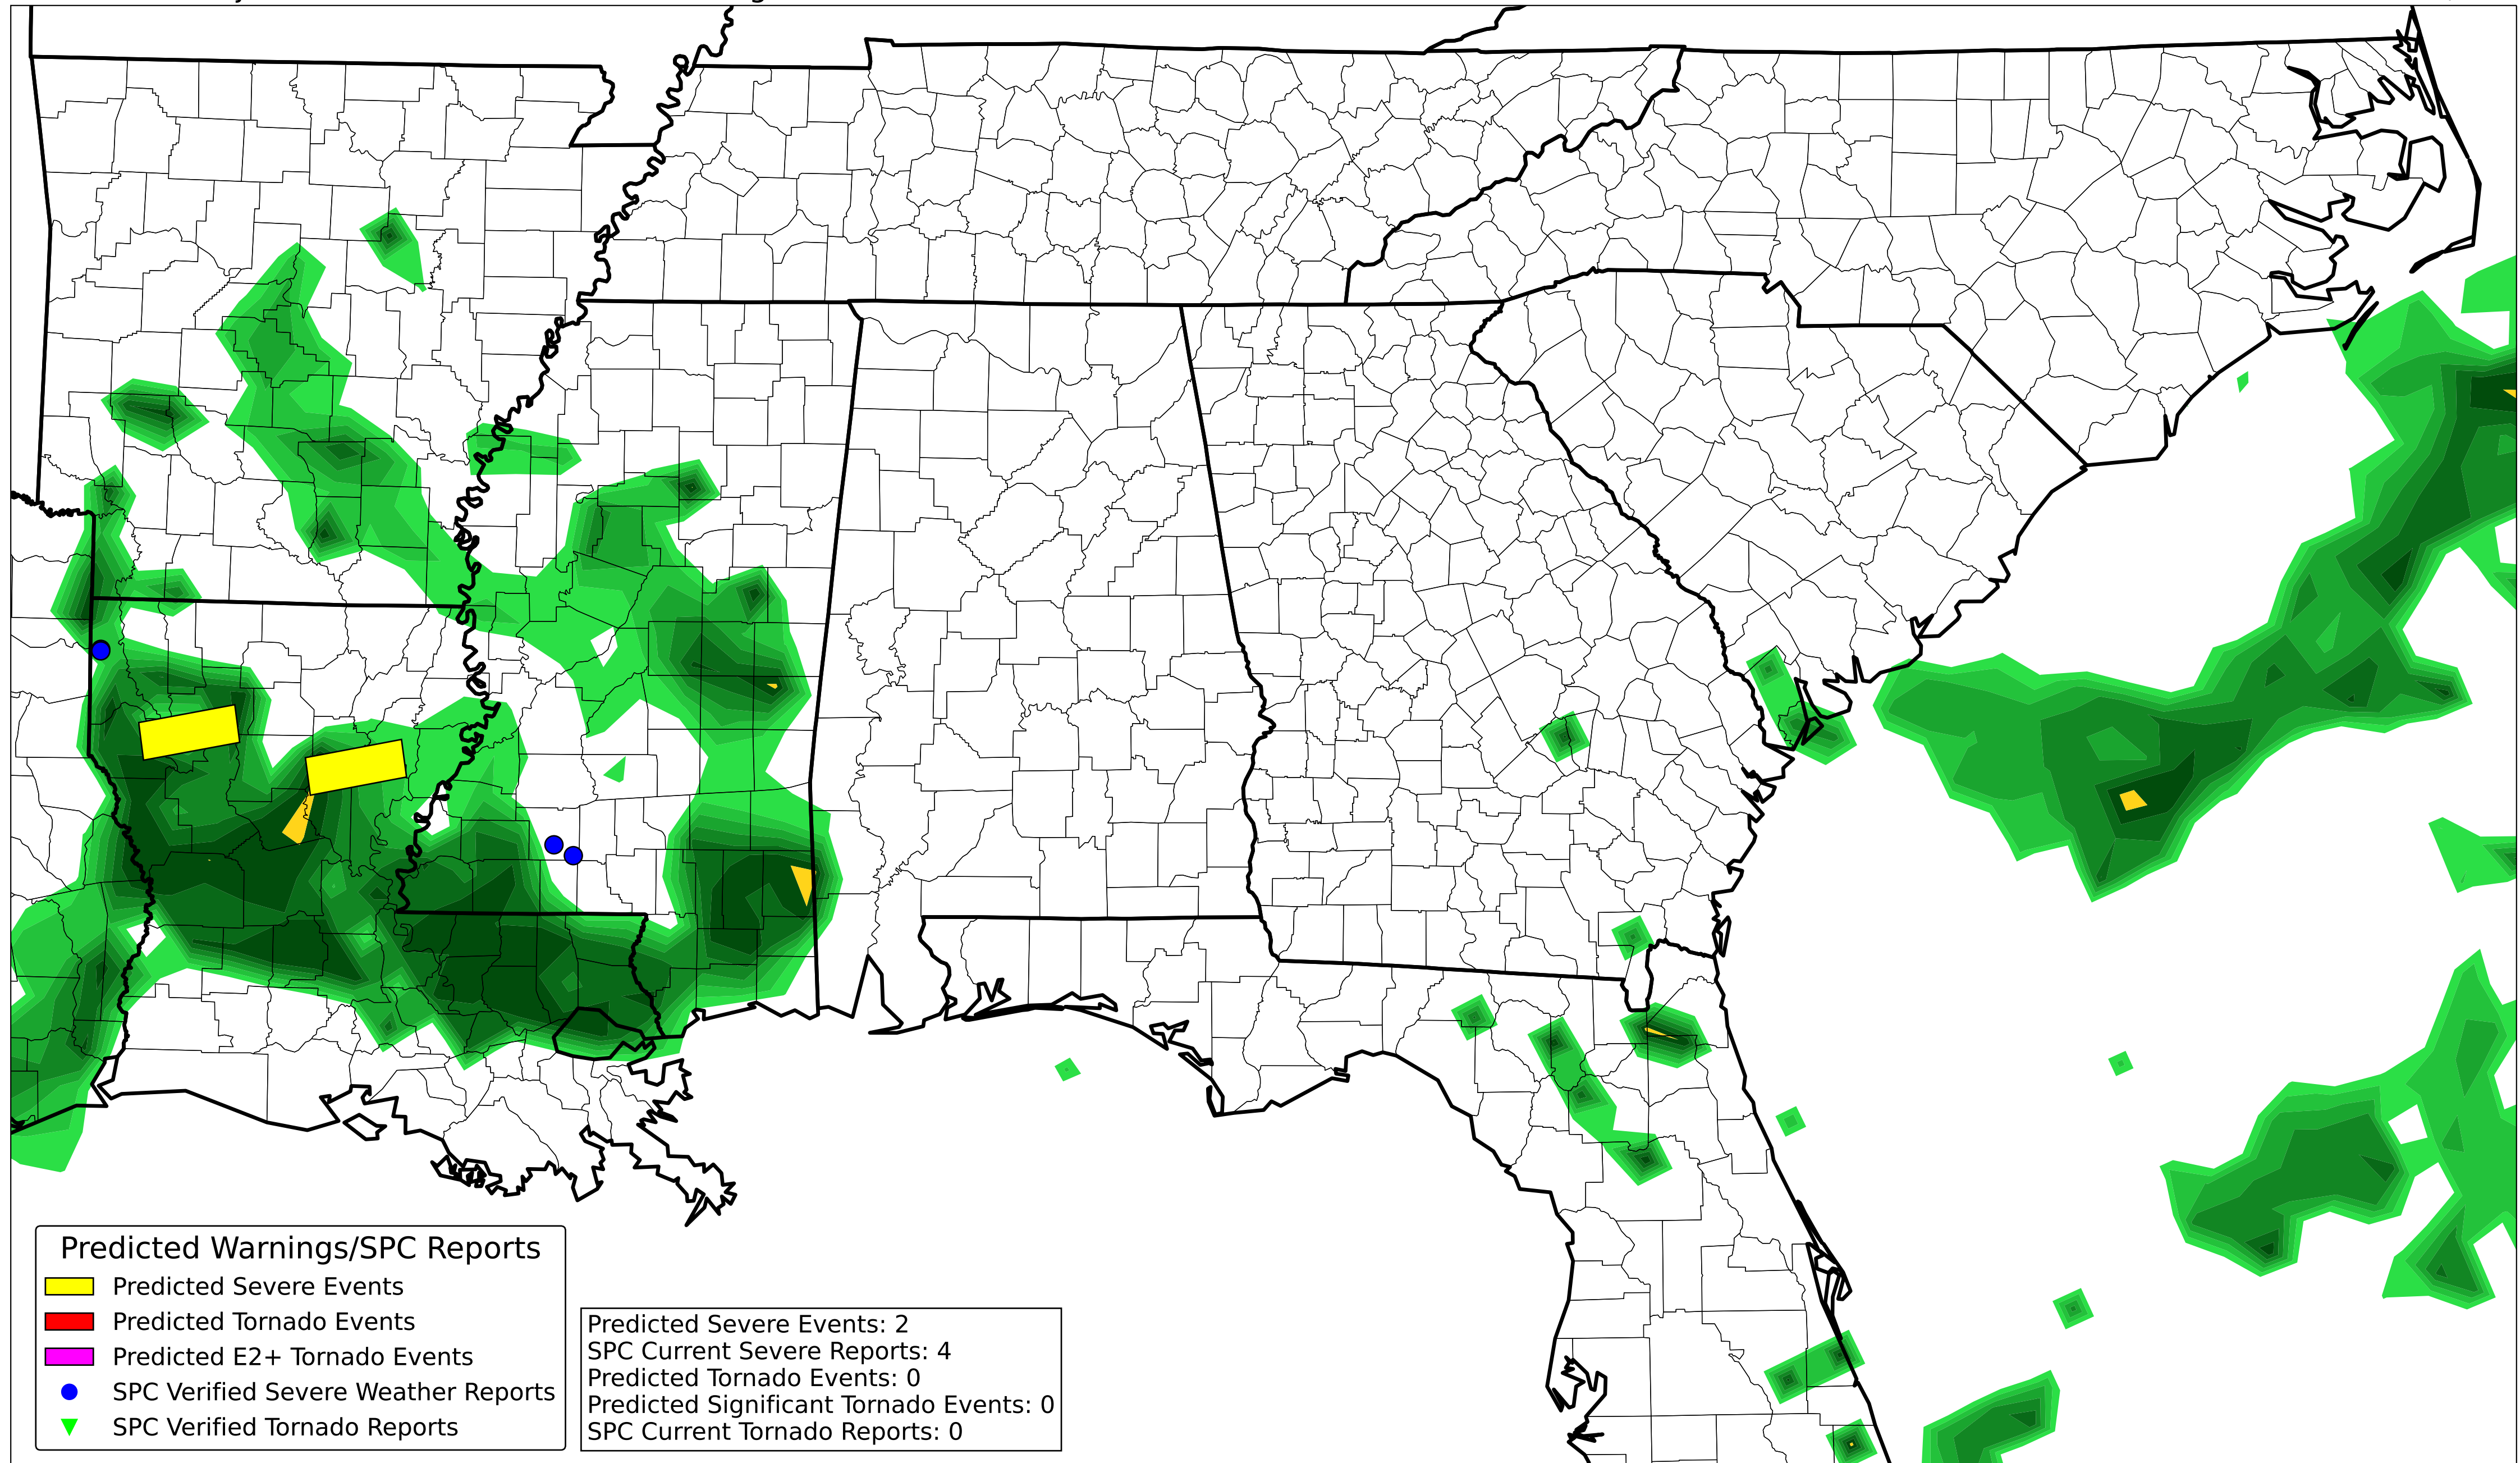 Predicted Warnings/SPC Reports
Predicted Severe Events
Predicted Tornado Events
Predicted E2+ Tornado Events
SPC Verified Severe Weather Reports
SPC Verified Tornado Reports
Predicted Severe Events: 2
SPC Current Severe Reports: 4
Predicted Tornado Events: 0
Predicted Significant Tornado Events: 0
SPC Current Tornado Reports: 0